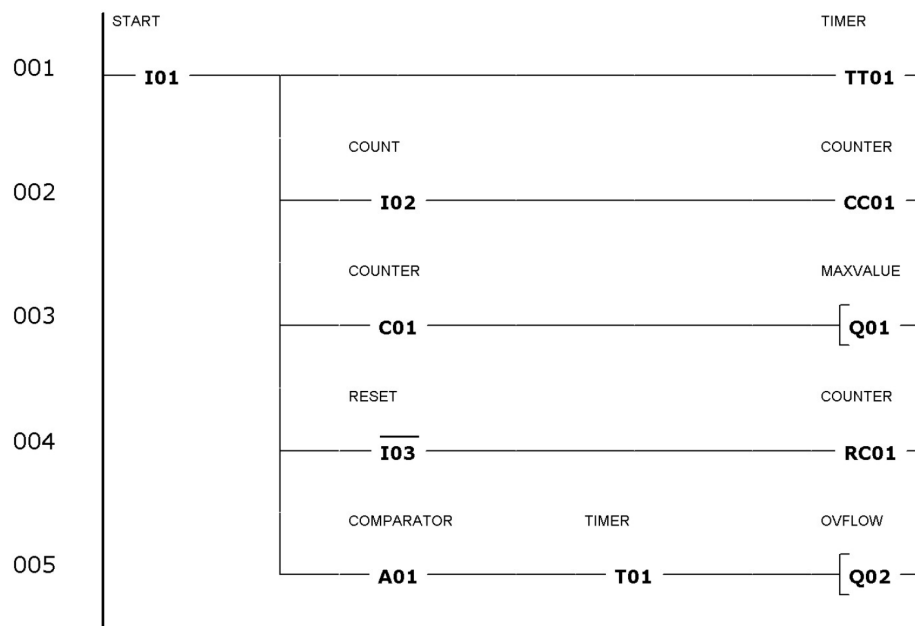 START TIMER
001 I01 TT01
COUNT COUNTER
002 I02 CC01
COUNTER MAXVALUE
003 C01 Q01
RESET COUNTER
004 I03 RC01
COMPARATOR TIMER OVFLOW
005 A01 T01 Q02